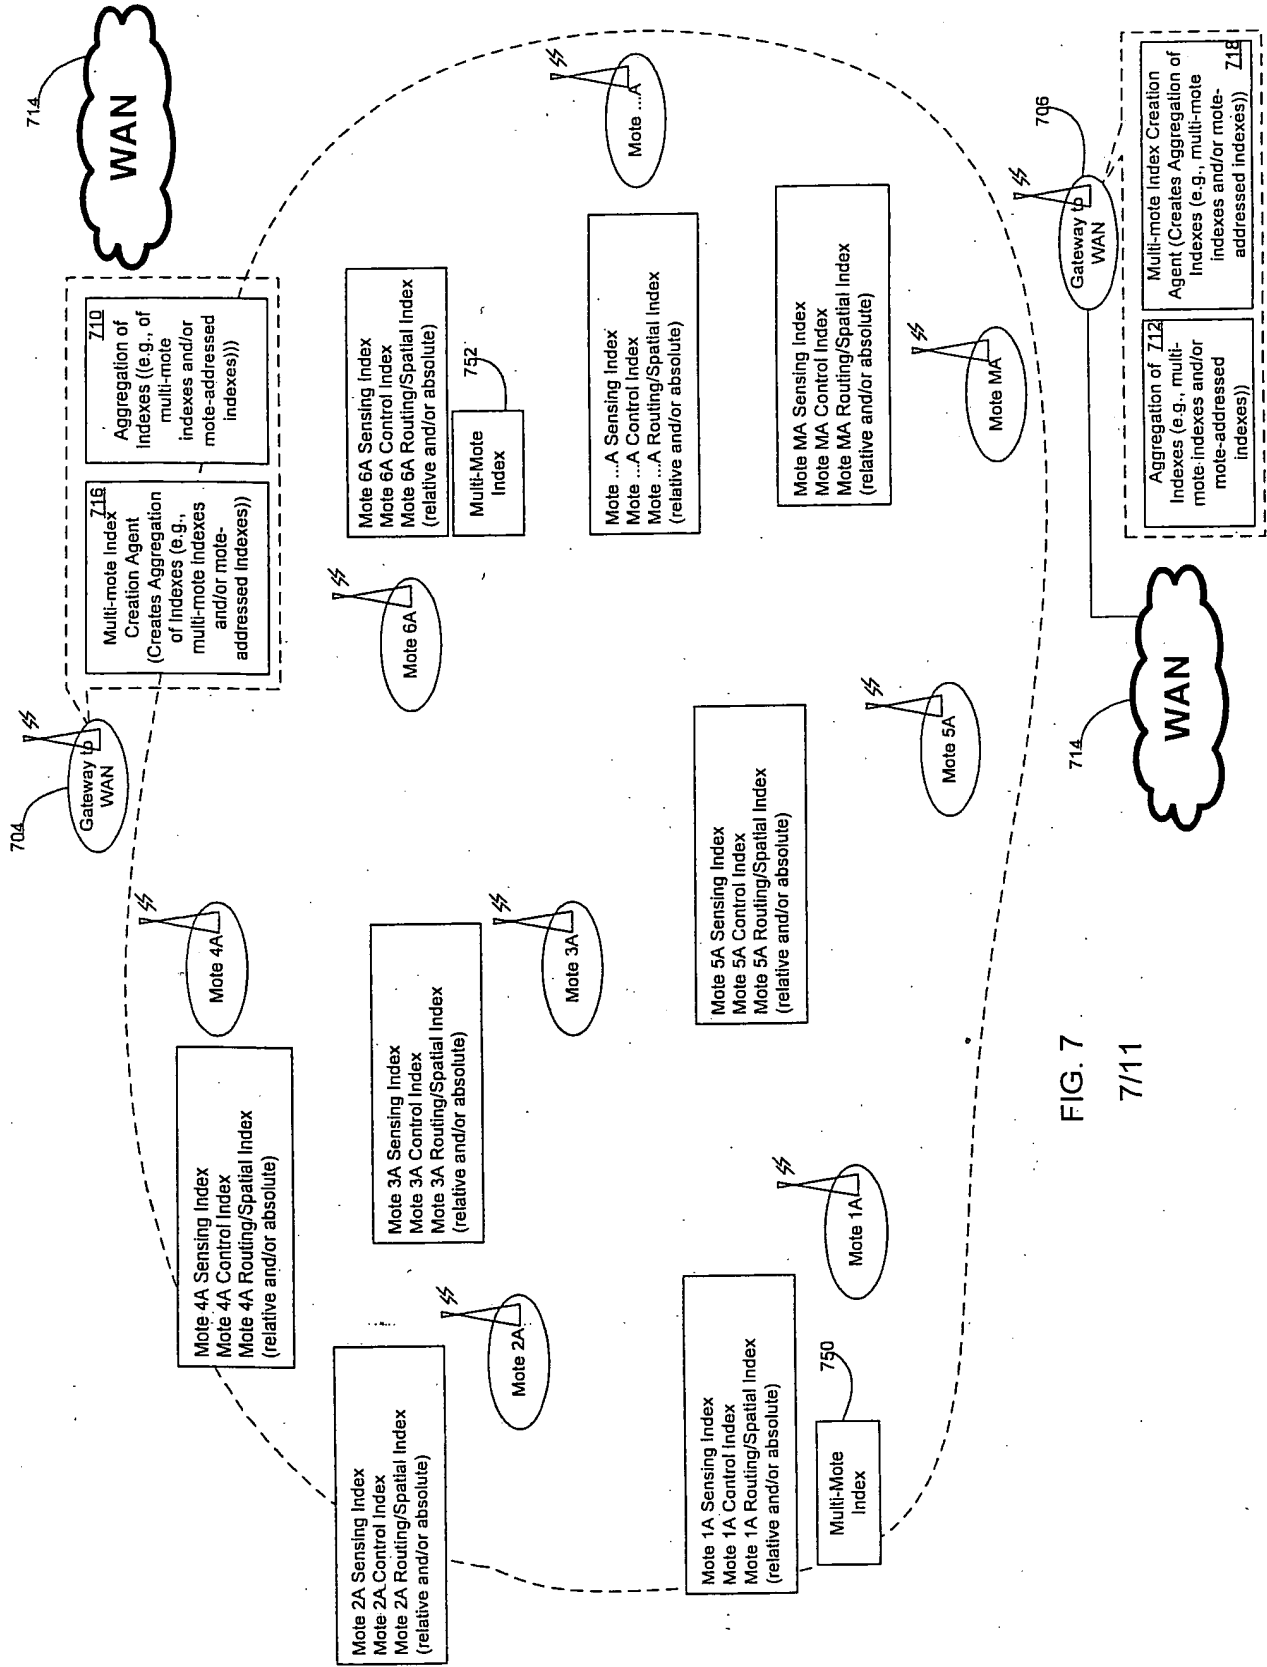 714
WAN
704
Gateway to
WAN
Multi-mote Index 716
Creation Agent
(Creates Aggregation
of Indexes (e.g.,
multi-mote indexes
and/or mote-
addressed indexes))
710
Aggregation of
Indexes ((e.g., of
multi-mote
indexes and/or
mote-addressed
indexes)))
Mote 4A Sensing Index
Mote 4A Control Index
Mote 4A Routing/Spatial Index
(relative and/or absolute)
Mote 4A
Mote 6A
Mote 6A Sensing Index
Mote 6A Control Index
Mote 6A Routing/Spatial Index
(relative and/or absolute)
Multi-Mote
Index
752
Mote 2A Sensing Index
Mote 2A Control Index
Mote 2A Routing/Spatial Index
(relative and/or absolute)
Mote 2A
Mote 3A Sensing Index
Mote 3A Control Index
Mote 3A Routing/Spatial Index
(relative and/or absolute)
Mote 3A
Mote ...A Sensing Index
Mote ...A Control Index
Mote ...A Routing/Spatial Index
(relative and/or absolute)
Mote ...A
Mote 1A Sensing Index
Mote 1A Control Index
Mote 1A Routing/Spatial Index
(relative and/or absolute)
Multi-Mote
Index
750
Mote 1A
Mote 5A Sensing Index
Mote 5A Control Index
Mote 5A Routing/Spatial Index
(relative and/or absolute)
Mote 5A
Mote MA Sensing Index
Mote MA Control Index
Mote MA Routing/Spatial Index
(relative and/or absolute)
Mote MA
706
Gateway to
WAN
714
WAN
Aggregation of 712
Indexes (e.g., multi-
mote indexes and/or
mote-addressed
indexes))
Multi-mote Index Creation
Agent (Creates Aggregation of
Indexes (e.g., multi-mote
indexes and/or mote-
addressed indexes)) 718
FIG. 7
7/11